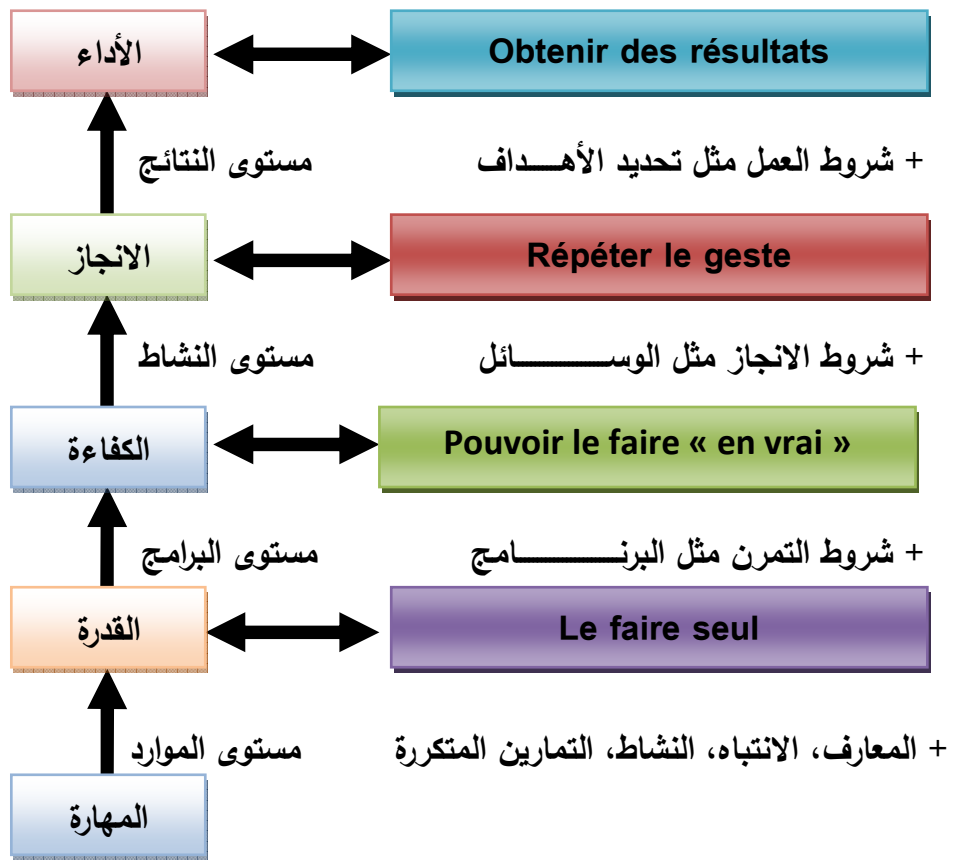 الأداء
Obtenir des résultats
+ شروط العمل مثل تحديد الأهـــداف
مستوى النتائج
الانجاز
Répéter le geste
+ شروط الانجاز مثل الوســـــــــائل
مستوى النشاط
الكفاءة
Pouvoir le faire « en vrai »
+ شروط التمرن مثل البرنـــــــــامج
مستوى البرامج
القدرة
Le faire seul
+ المعارف، الانتباه، النشاط، التمارين المتكررة
مستوى الموارد
المهارة